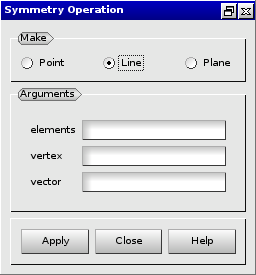 Symmetry Operation
Make
Point Line Plane
Arguments
elements
vertex
vector
Apply Close Help